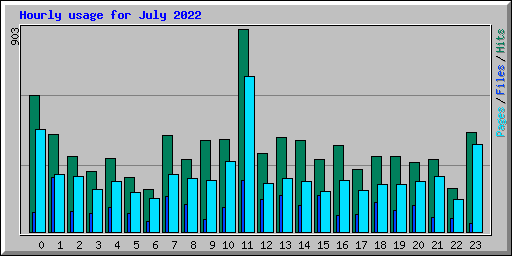 Hourly usage for July 2022
903
Pages / Files / Hits
0 1 2 3 4 5 6 7 8 9 10 11 12 13 14 15 16 17 18 19 20 21 22 23